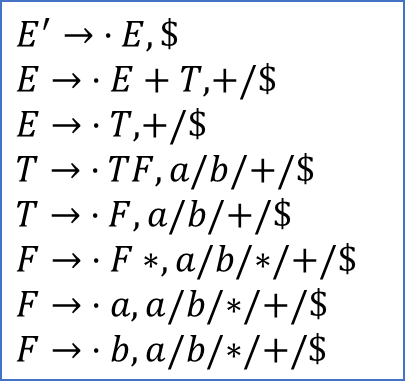 E′ → · E, $
E → · E + T, +/$
E → · T, +/$
T → · TF, a/b/+/$
T → · F, a/b/+/$
F → · F ∗, a/b/∗/+/$
F → · a, a/b/∗/+/$
F → · b, a/b/∗/+/$